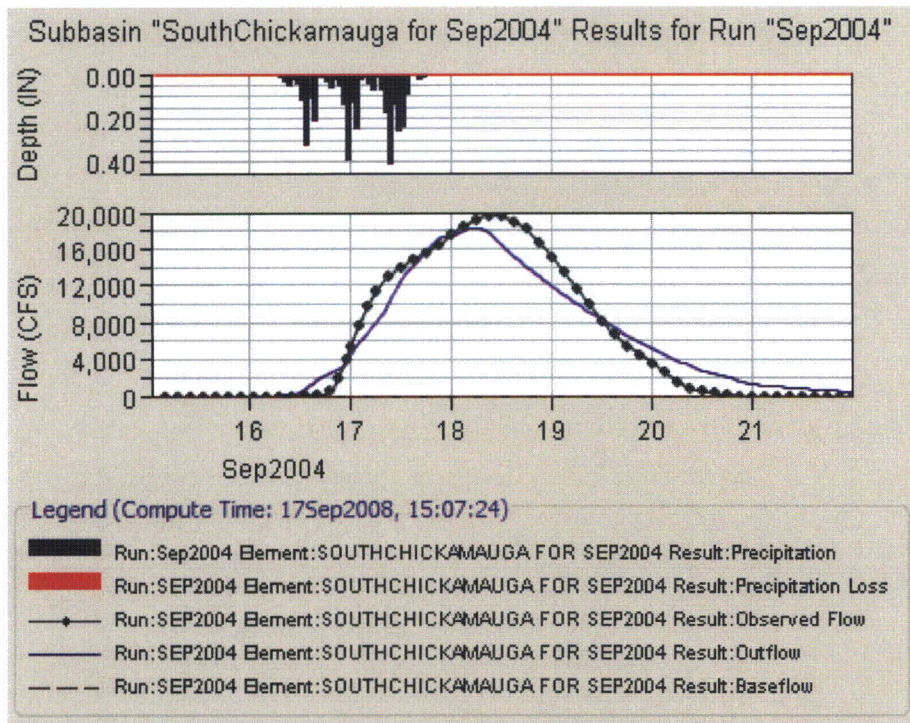 Subbasin "SouthChickamauga for Sep2004" Results for Run "Sep2004"
Depth (IN)
0.00
0.20
0.40
Flow (CFS)
20,000
16,000
12,000
8,000
4,000
0
16 17 18 19 20 21
Sep2004
Legend (Compute Time: 17Sep2008, 15:07:24)
Run:Sep2004 Element:SOUTHCHICKAMAUGA FOR SEP2004 Result:Precipitation
Run:SEP2004 Element:SOUTHCHICKAMAUGA FOR SEP2004 Result:Precipitation Loss
Run:SEP2004 Element:SOUTHCHICKAMAUGA FOR SEP2004 Result:Observed Flow
Run:SEP2004 Element:SOUTHCHICKAMAUGA FOR SEP2004 Result:Outflow
Run:SEP2004 Element:SOUTHCHICKAMAUGA FOR SEP2004 Result:Baseflow